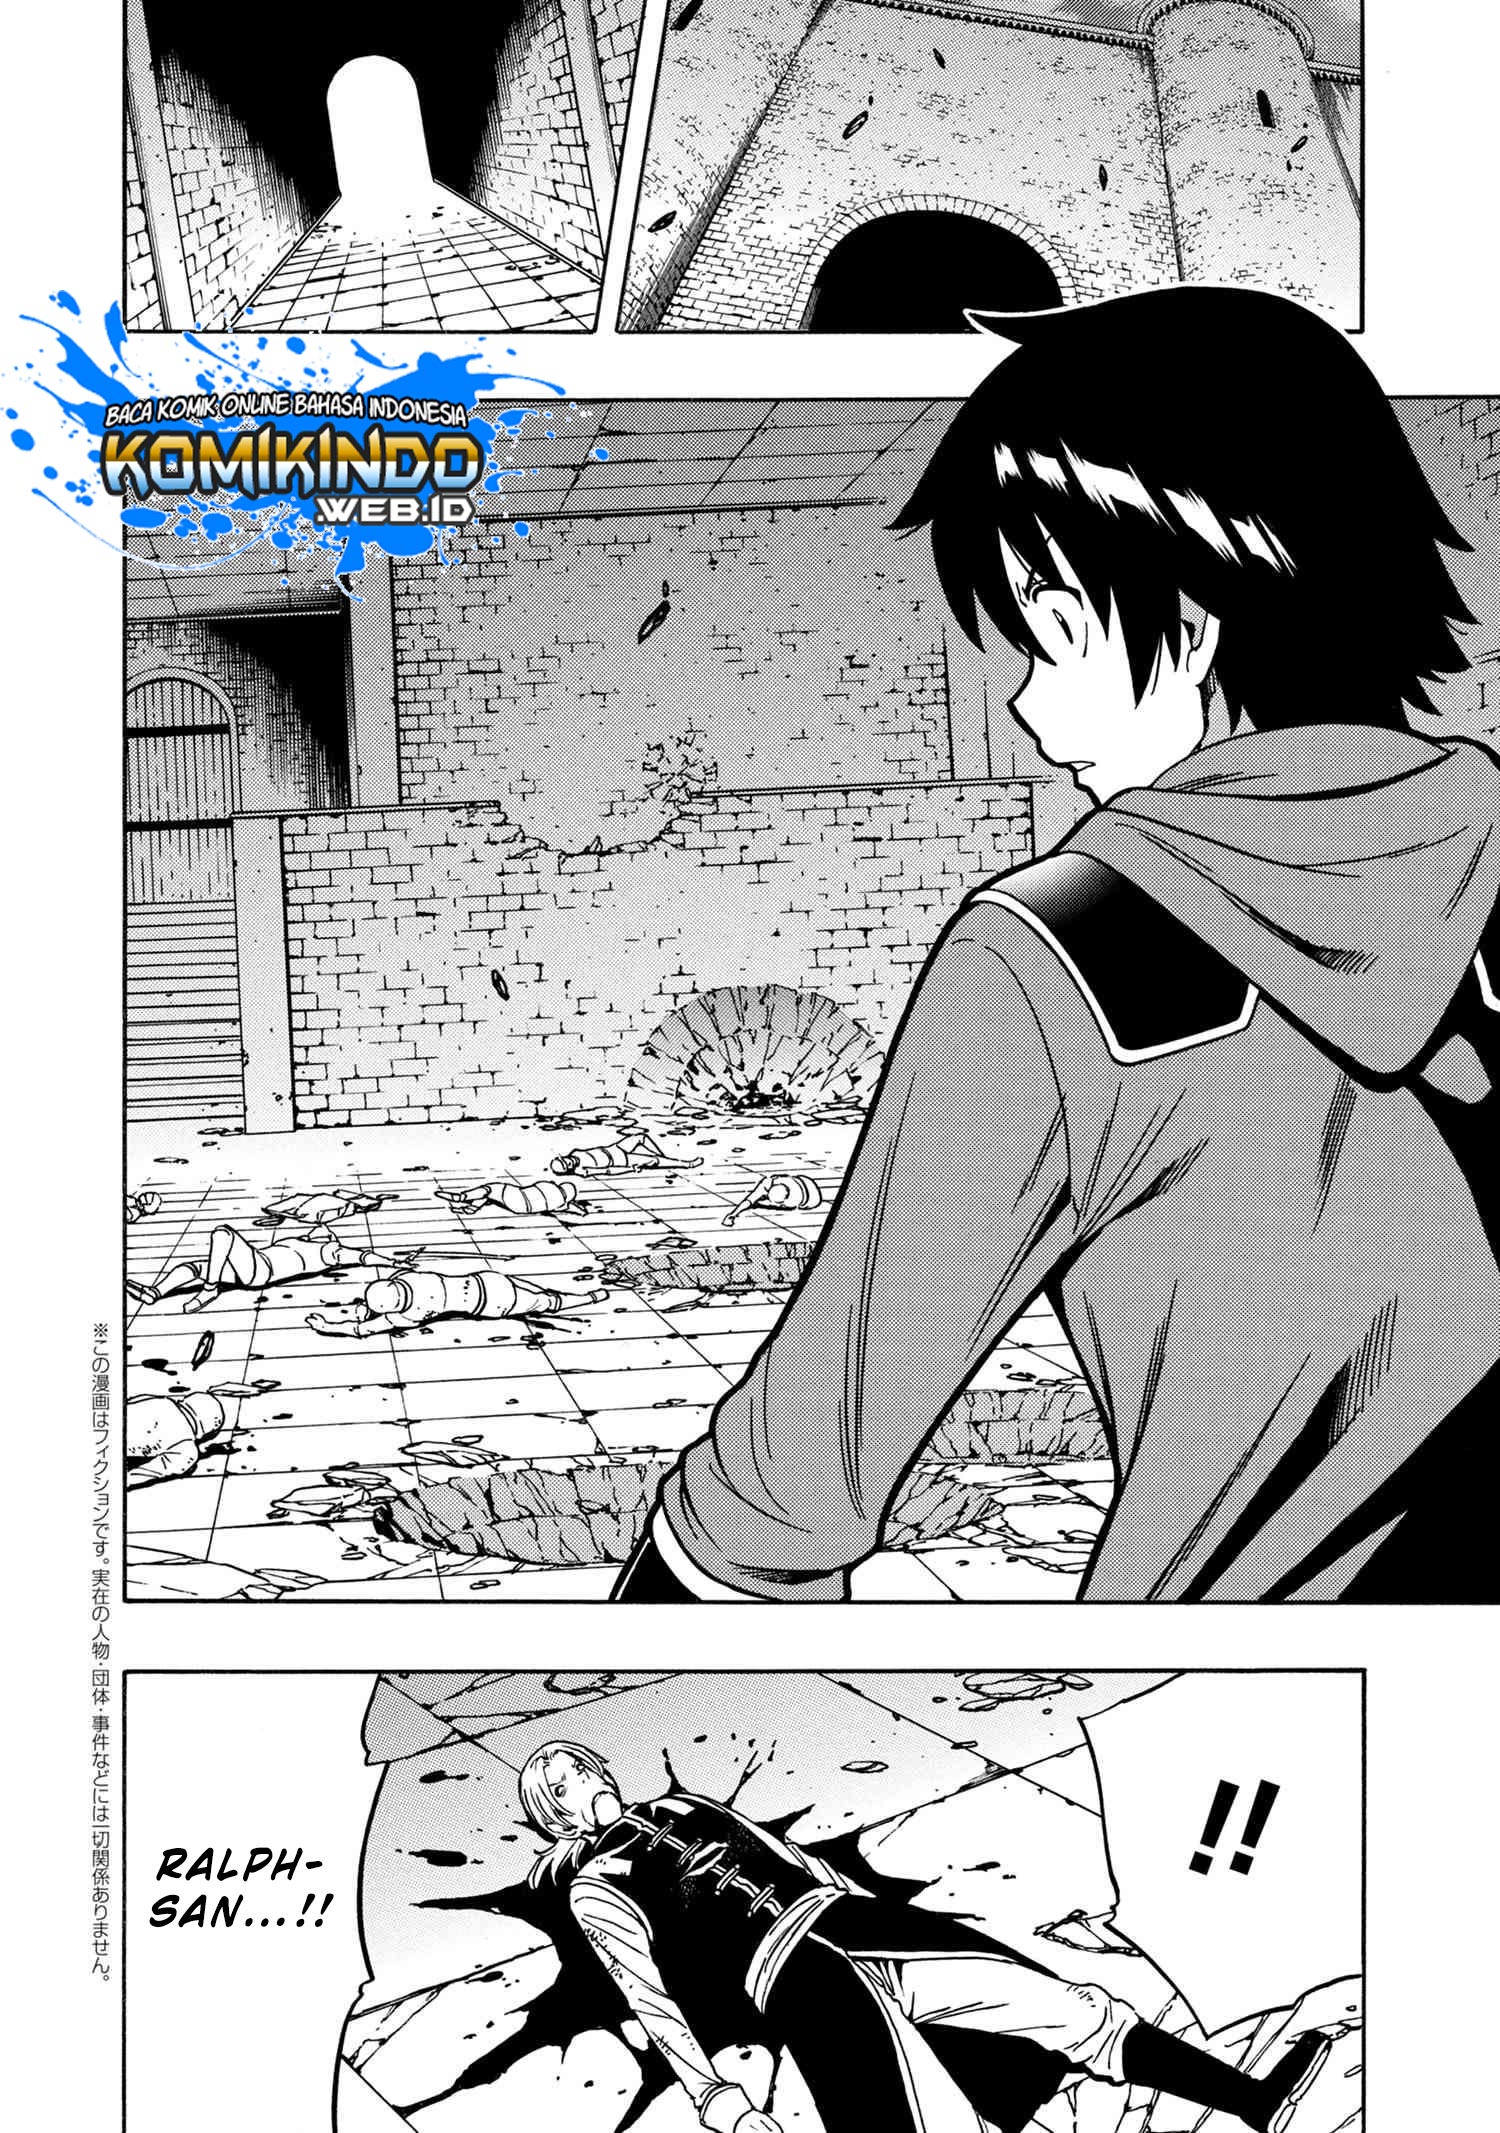 BACA KOMIK ONLINE BAHASA INDONESIA
KOMIKINDO
WEB.ID
!!
RALPH-
SAN...!!
※この漫画はフィクションです。実在の人物・団体・事件などには一切関係ありません。